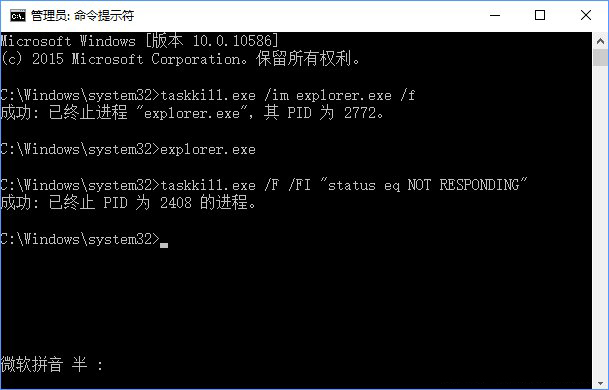 管理员: 命令提示符
Microsoft Windows [版本 10.0.10586]
(c) 2015 Microsoft Corporation。保留所有权利。
C:\Windows\system32>taskkill.exe /im explorer.exe /f
成功: 已终止进程 "explorer.exe"，其 PID 为 2772。
C:\Windows\system32>explorer.exe
C:\Windows\system32>taskkill.exe /F /FI "status eq NOT RESPONDING"
成功: 已终止 PID 为 2408 的进程。
C:\Windows\system32>
微软拼音 半 :